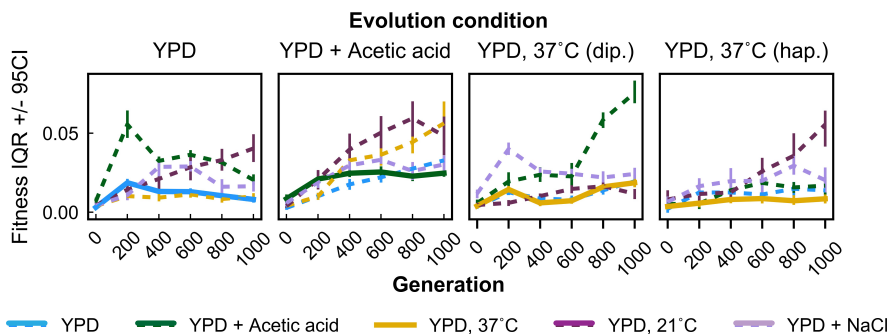 Evolution condition
YPD YPD + Acetic acid YPD, 37˚C (dip.) YPD, 37˚C (hap.)
Fitness IQR +/- 95CI
0.05
0.00
0 200 400 600 800 1000 0 200 400 600 800 1000 0 200 400 600 800 1000 0 200 400 600 800 1000
Generation
YPD YPD + Acetic acid YPD, 37˚C YPD, 21˚C YPD + NaCl